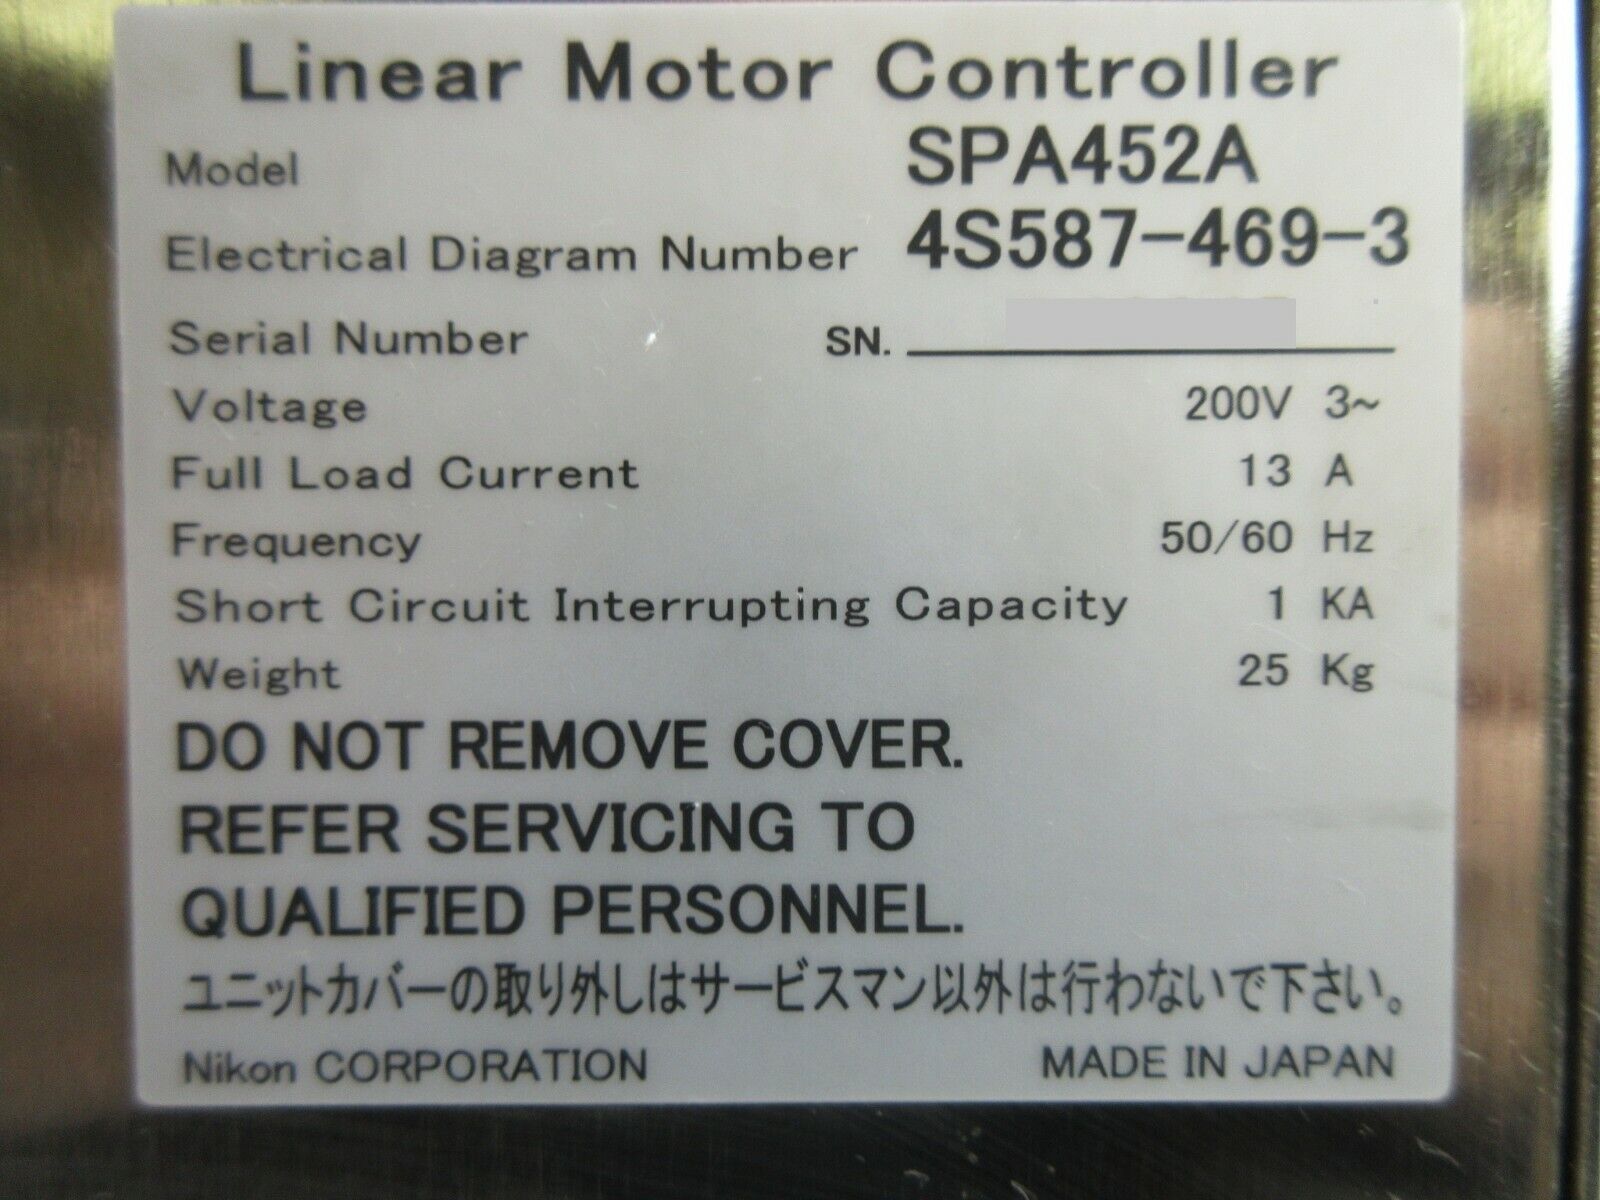 Linear Motor Controller
Model SPA452A
Electrical Diagram Number 4S587-469-3
Serial Number SN.
Voltage 200V 3~
Full Load Current 13 A
Frequency 50/60 Hz
Short Circuit Interrupting Capacity 1 KA
Weight 25 Kg
DO NOT REMOVE COVER.
REFER SERVICING TO
QUALIFIED PERSONNEL.
ユニットカバーの取り外しはサービスマン以外は行わないで下さい。
Nikon CORPORATION MADE IN JAPAN